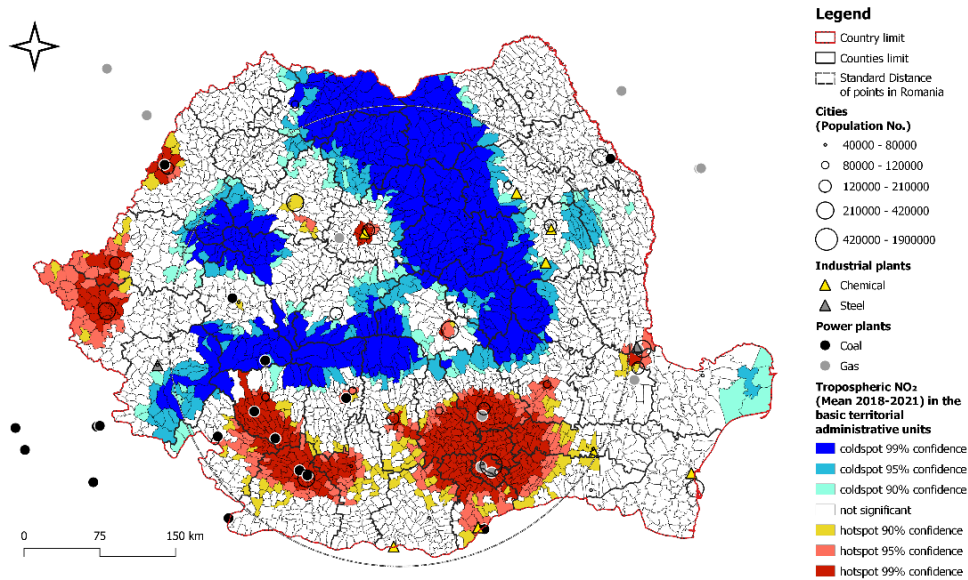 Legend
Country limit
Counties limit
Standard Distance
of points in Romania
Cities
(Population No.)
40000 - 80000
80000 - 120000
120000 - 210000
210000 - 420000
420000 - 1900000
Industrial plants
Chemical
Steel
Power plants
Coal
Gas
Tropospheric NO₂
(Mean 2018-2021) in the
basic territorial
administrative units
coldspot 99% confidence
coldspot 95% confidence
coldspot 90% confidence
not significant
hotspot 90% confidence
hotspot 95% confidence
hotspot 99% confidence
0 75 150 km